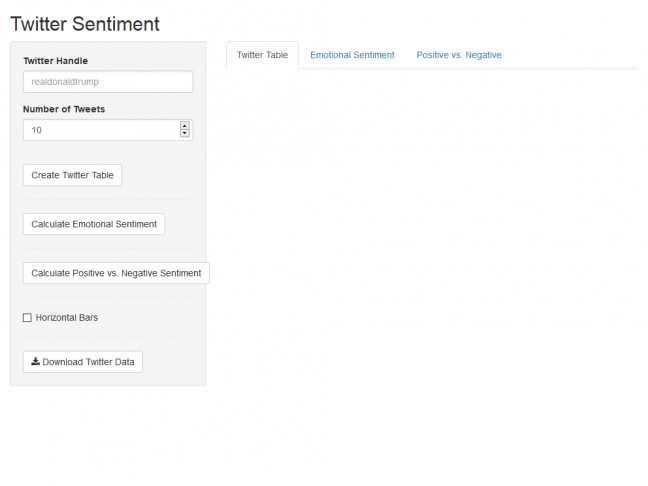 Twitter Sentiment
Twitter Handle
realdonaldtrump
Number of Tweets
10
Create Twitter Table
Calculate Emotional Sentiment
Calculate Positive vs. Negative Sentiment
Horizontal Bars
Download Twitter Data
Twitter Table
Emotional Sentiment
Positive vs. Negative